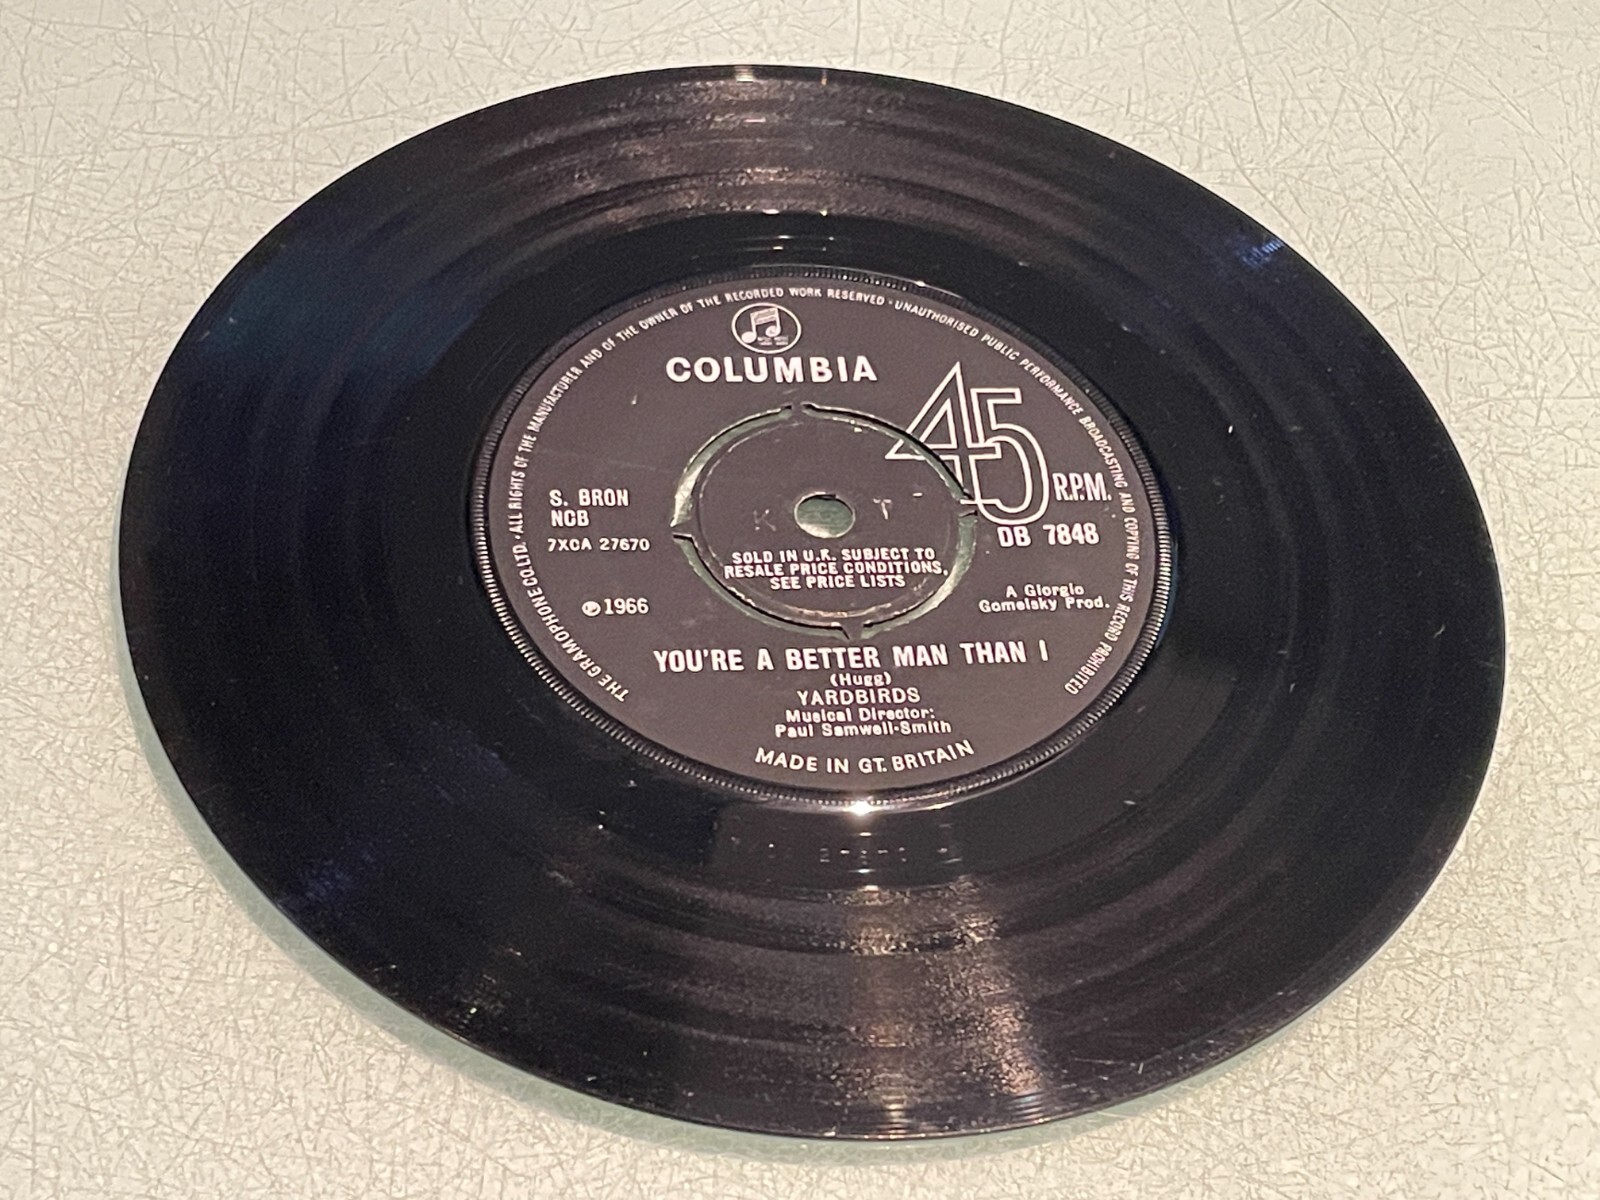 THE GRAMOPHONE CO. LTD. · ALL RIGHTS OF THE MANUFACTURER AND OF THE OWNER OF THE RECORDED WORK RESERVED · UNAUTHORISED PUBLIC PERFORMANCE BROADCASTING AND COPYING OF THIS RECORD PROHIBITED
COLUMBIA
45
R.P.M.
S. BRON
NCB
7XCA 27670
DB 7848
K T
SOLD IN U.K. SUBJECT TO
RESALE PRICE CONDITIONS,
SEE PRICE LISTS
℗ 1966
A Giorgio
Gomelsky Prod.
YOU'RE A BETTER MAN THAN I
(Hugg)
YARDBIRDS
Musical Director:
Paul Samwell-Smith
MADE IN GT. BRITAIN